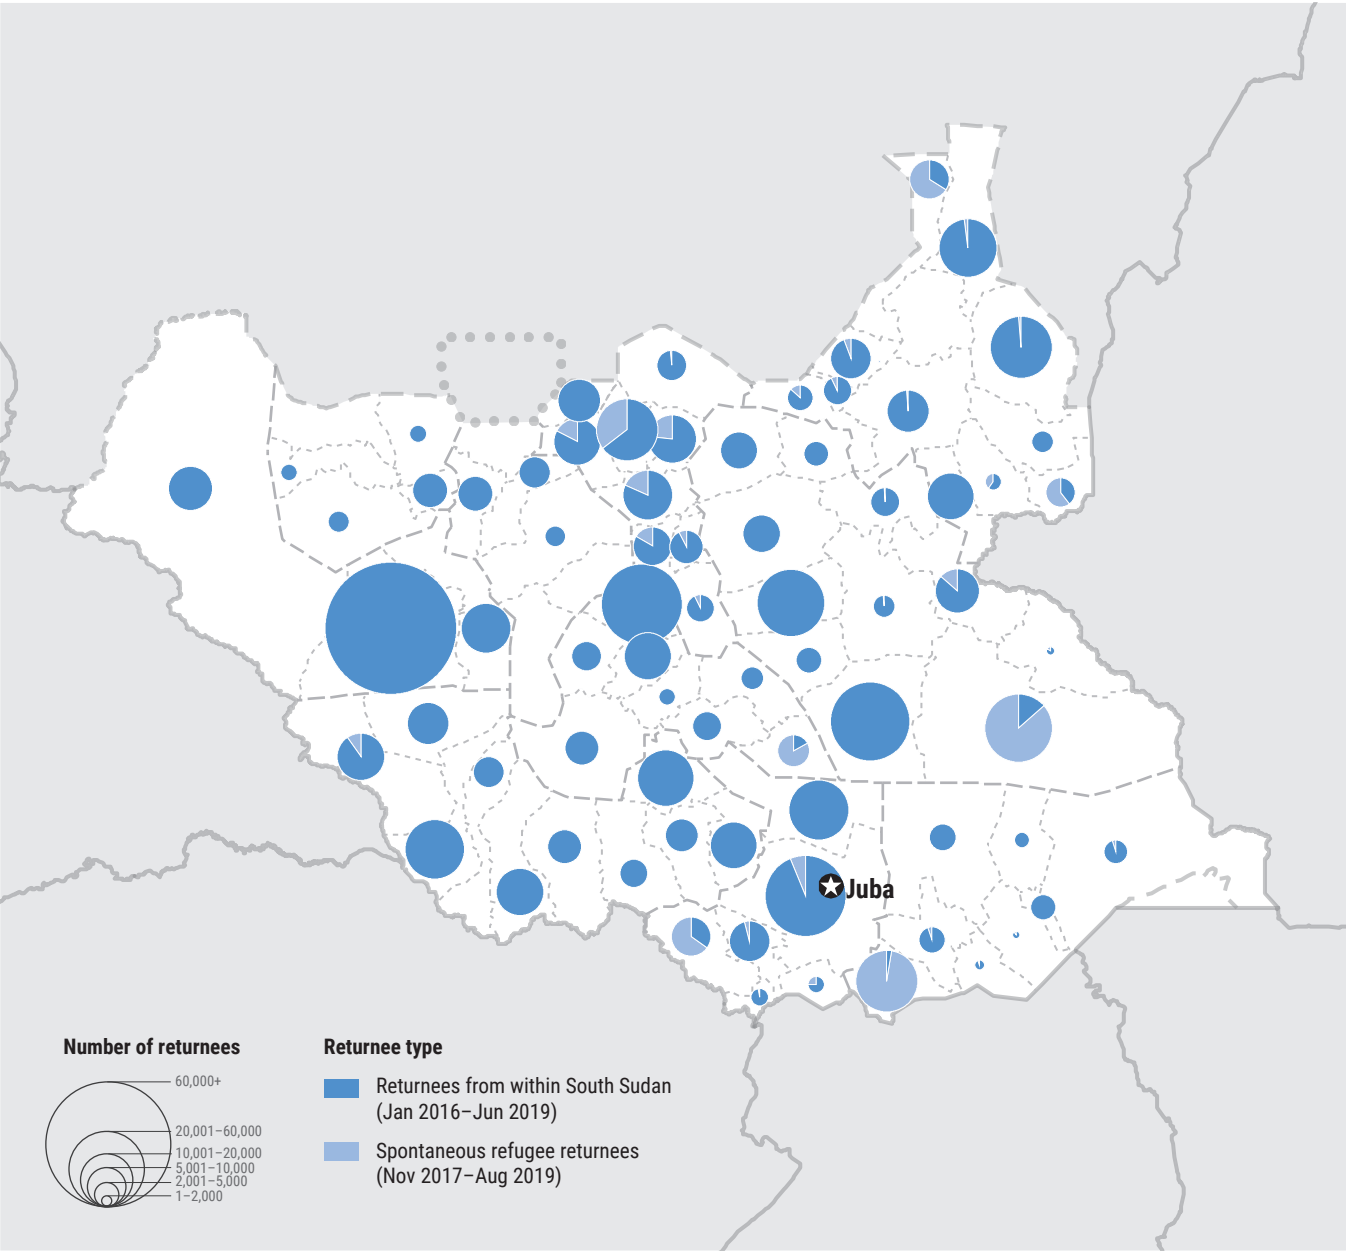 Juba
Number of returnees
60,000+
20,001–60,000
10,001–20,000
5,001–10,000
2,001–5,000
1–2,000
Returnee type
Returnees from within South Sudan
(Jan 2016–Jun 2019)
Spontaneous refugee returnees
(Nov 2017–Aug 2019)